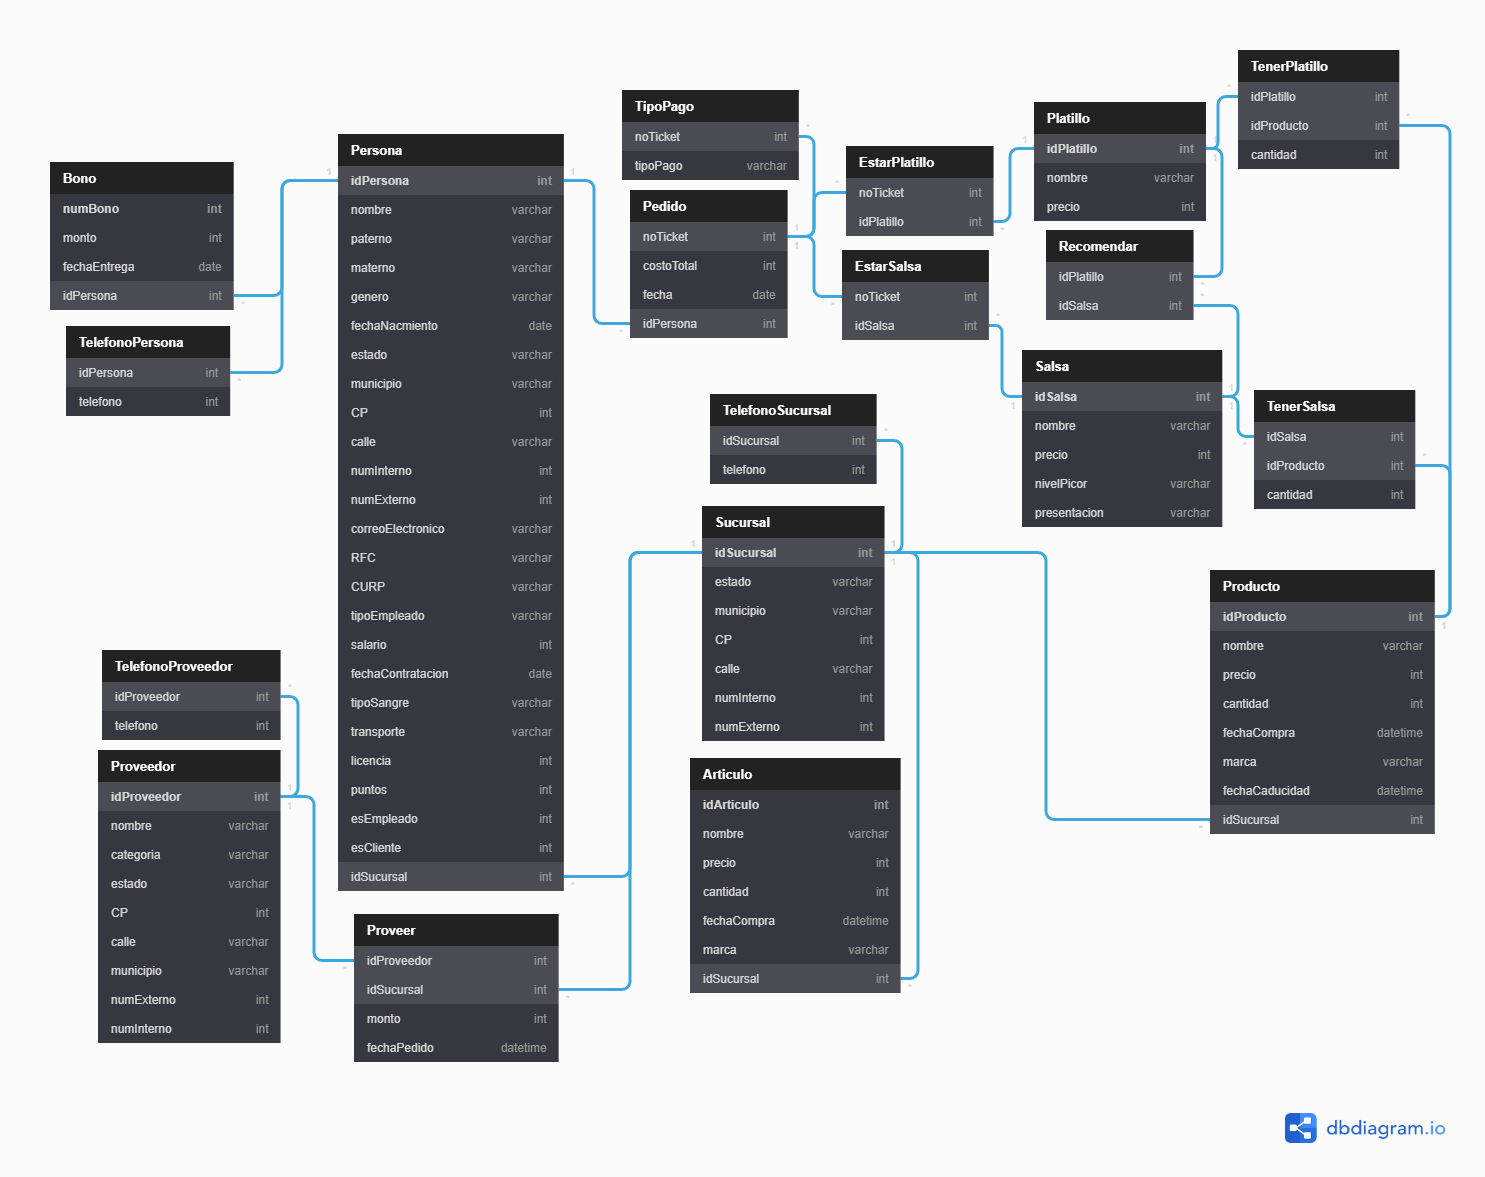 Bono
numBono int
monto int
fechaEntrega date
idPersona int
TelefonoPersona
idPersona int
telefono int
Persona
idPersona int
nombre varchar
paterno varchar
materno varchar
genero varchar
fechaNacmiento date
estado varchar
municipio varchar
CP int
calle varchar
numInterno int
numExterno int
correoElectronico varchar
RFC varchar
CURP varchar
tipoEmpleado varchar
salario int
fechaContratacion date
tipoSangre varchar
transporte varchar
licencia int
puntos int
esEmpleado int
esCliente int
idSucursal int
TipoPago
noTicket int
tipoPago varchar
Pedido
noTicket int
costoTotal int
fecha date
idPersona int
EstarPlatillo
noTicket int
idPlatillo int
EstarSalsa
noTicket int
idSalsa int
Platillo
idPlatillo int
nombre varchar
precio int
Recomendar
idPlatillo int
idSalsa int
TenerPlatillo
idPlatillo int
idProducto int
cantidad int
Salsa
idSalsa int
nombre varchar
precio int
nivelPicor varchar
presentacion varchar
TenerSalsa
idSalsa int
idProducto int
cantidad int
TelefonoSucursal
idSucursal int
telefono int
Sucursal
idSucursal int
estado varchar
municipio varchar
CP int
calle varchar
numInterno int
numExterno int
Producto
idProducto int
nombre varchar
precio int
cantidad int
fechaCompra datetime
marca varchar
fechaCaducidad datetime
idSucursal int
TelefonoProveedor
idProveedor int
telefono int
Proveedor
idProveedor int
nombre varchar
categoria varchar
estado varchar
CP int
calle varchar
municipio varchar
numExterno int
numInterno int
Proveer
idProveedor int
idSucursal int
monto int
fechaPedido datetime
Articulo
idArticulo int
nombre varchar
precio int
cantidad int
fechaCompra datetime
marca varchar
idSucursal int
dbdiagram.io